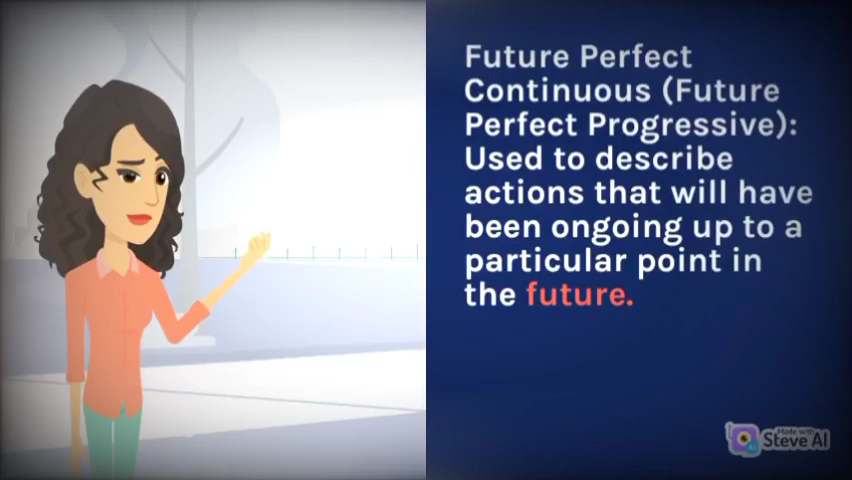 Future Perfect
Continuous (Future
Perfect Progressive):
Used to describe
actions that will have
been ongoing up to a
particular point in
the future.
Made with
Steve AI